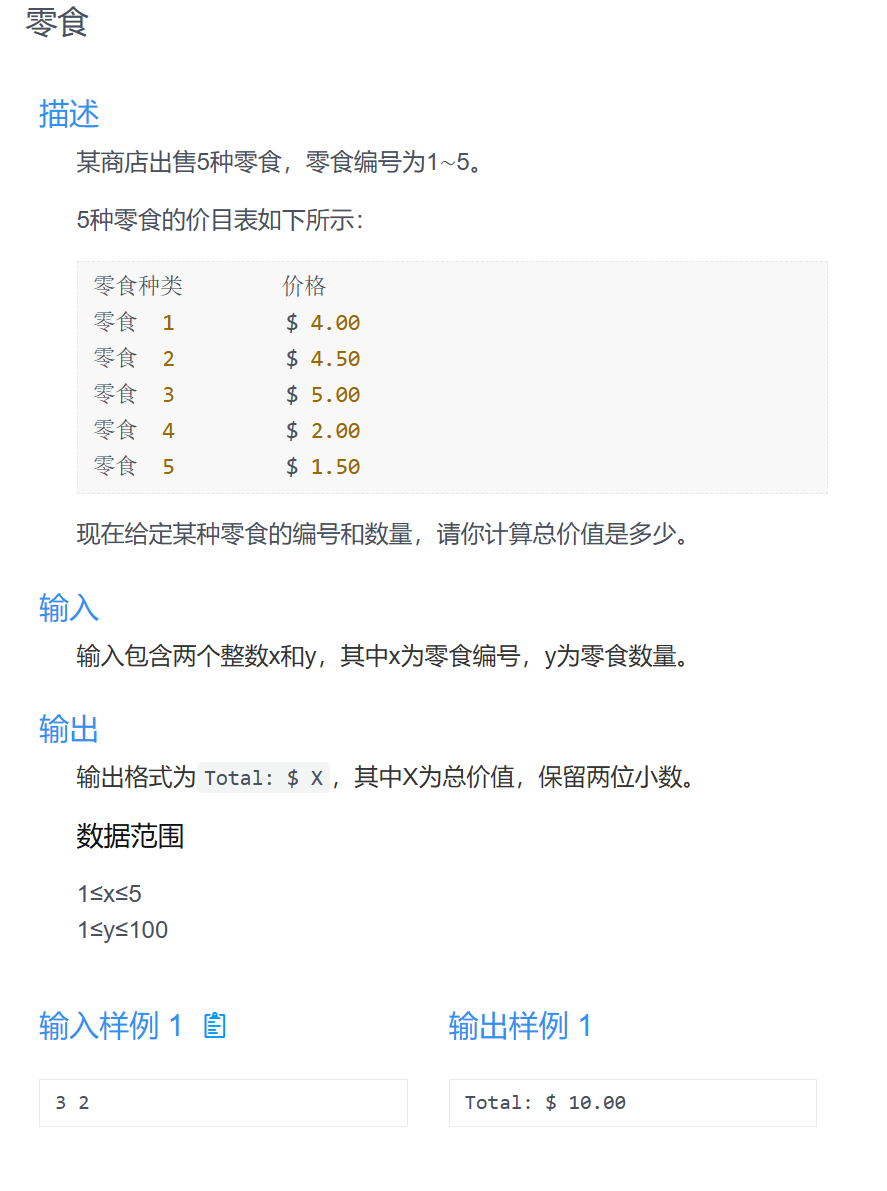 零食
描述
某商店出售5种零食，零食编号为1~5。
5种零食的价目表如下所示：
零食种类 价格
零食 1 $ 4.00
零食 2 $ 4.50
零食 3 $ 5.00
零食 4 $ 2.00
零食 5 $ 1.50
现在给定某种零食的编号和数量，请你计算总价值是多少。
输入
输入包含两个整数x和y，其中x为零食编号，y为零食数量。
输出
输出格式为 Total: $ X，其中X为总价值，保留两位小数。
数据范围
1≤x≤5
1≤y≤100
输入样例 1 输出样例 1
3 2 Total: $ 10.00